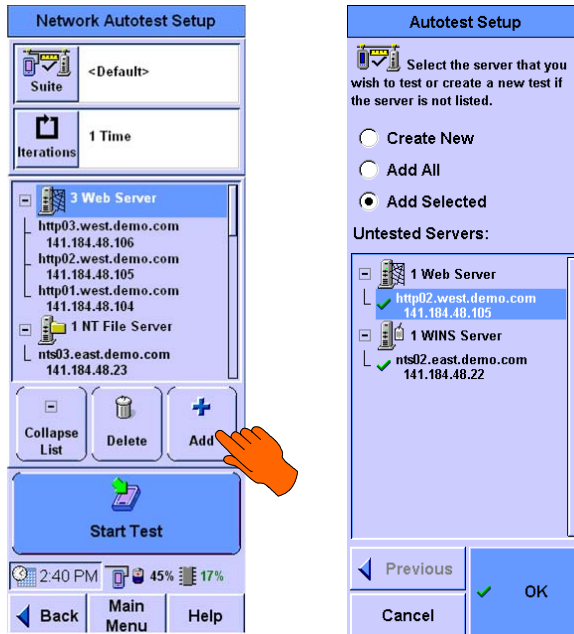 Network Autotest Setup
Suite
<Default>
Iterations
1 Time
3 Web Server
http03.west.demo.com
141.184.48.106
http02.west.demo.com
141.184.48.105
http01.west.demo.com
141.184.48.104
1 NT File Server
nts03.east.demo.com
141.184.48.23
Collapse
List
Delete
Add
Start Test
2:40 PM
45%
17%
Back
Main
Menu
Help
Autotest Setup
Select the server that you
wish to test or create a new test if
the server is not listed.
Create New
Add All
Add Selected
Untested Servers:
1 Web Server
http02.west.demo.com
141.184.48.105
1 WINS Server
nts02.east.demo.com
141.184.48.22
Previous
OK
Cancel